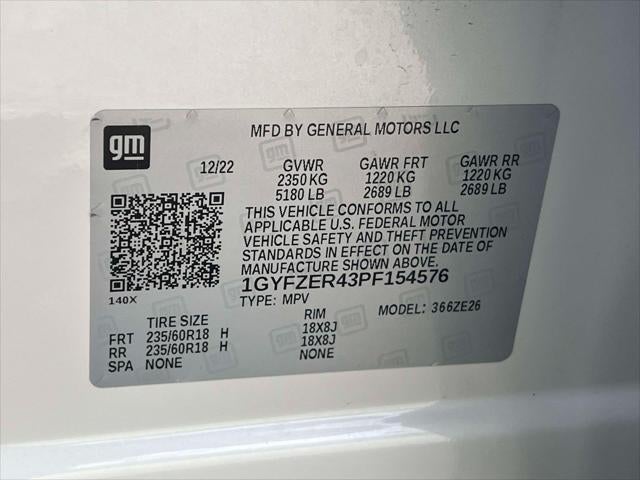 gm
MFD BY GENERAL MOTORS LLC
12/22 GVWR GAWR FRT GAWR RR
2350 KG 1220 KG 1220 KG
5180 LB 2689 LB 2689 LB
THIS VEHICLE CONFORMS TO ALL
APPLICABLE U.S. FEDERAL MOTOR
VEHICLE SAFETY AND THEFT PREVENTION
STANDARDS IN EFFECT ON THE DATE OF
MANUFACTURE SHOWN ABOVE.
140X
1GYFZER43PF154576
TYPE: MPV MODEL: 366ZE26
TIRE SIZE RIM
FRT 235/60R18 H 18X8J
RR 235/60R18 H 18X8J
SPA NONE NONE